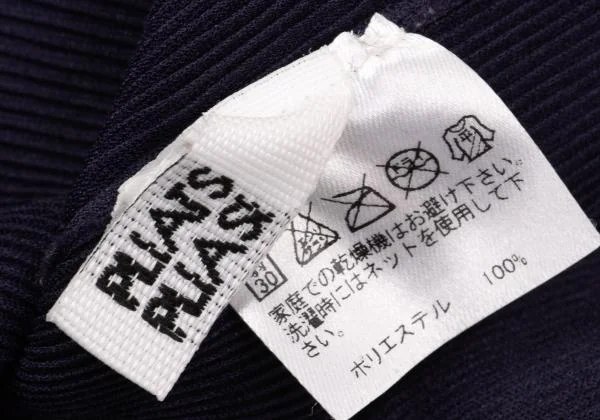 PLEATS
PLEAS
30
平
家庭での乾燥機はお避け下さい。
洗濯時にはネットを使用して下
さい。
ポリエステル 100%